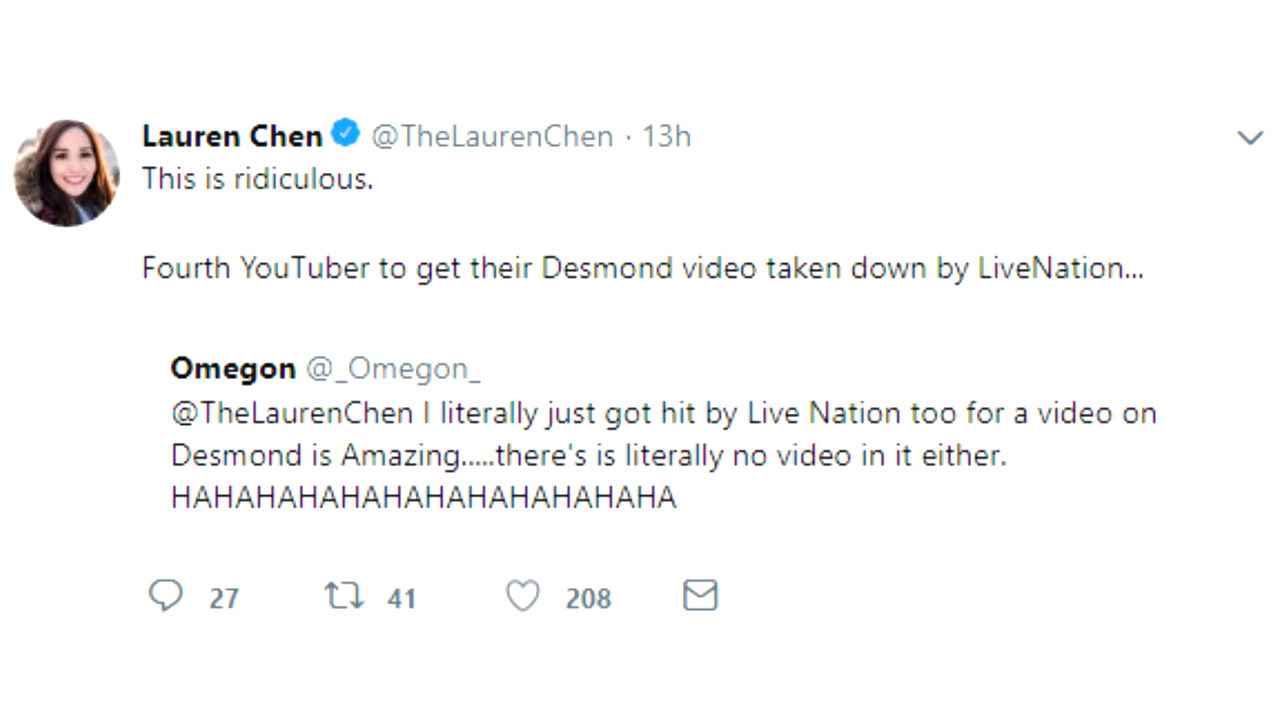 Lauren Chen @TheLaurenChen · 13h
This is ridiculous.
Fourth YouTuber to get their Desmond video taken down by LiveNation...
Omegon @_Omegon_
@TheLaurenChen I literally just got hit by Live Nation too for a video on
Desmond is Amazing.....there's is literally no video in it either.
HAHAHAHAHAHAHAHAHAHAHAHA
27 41 208